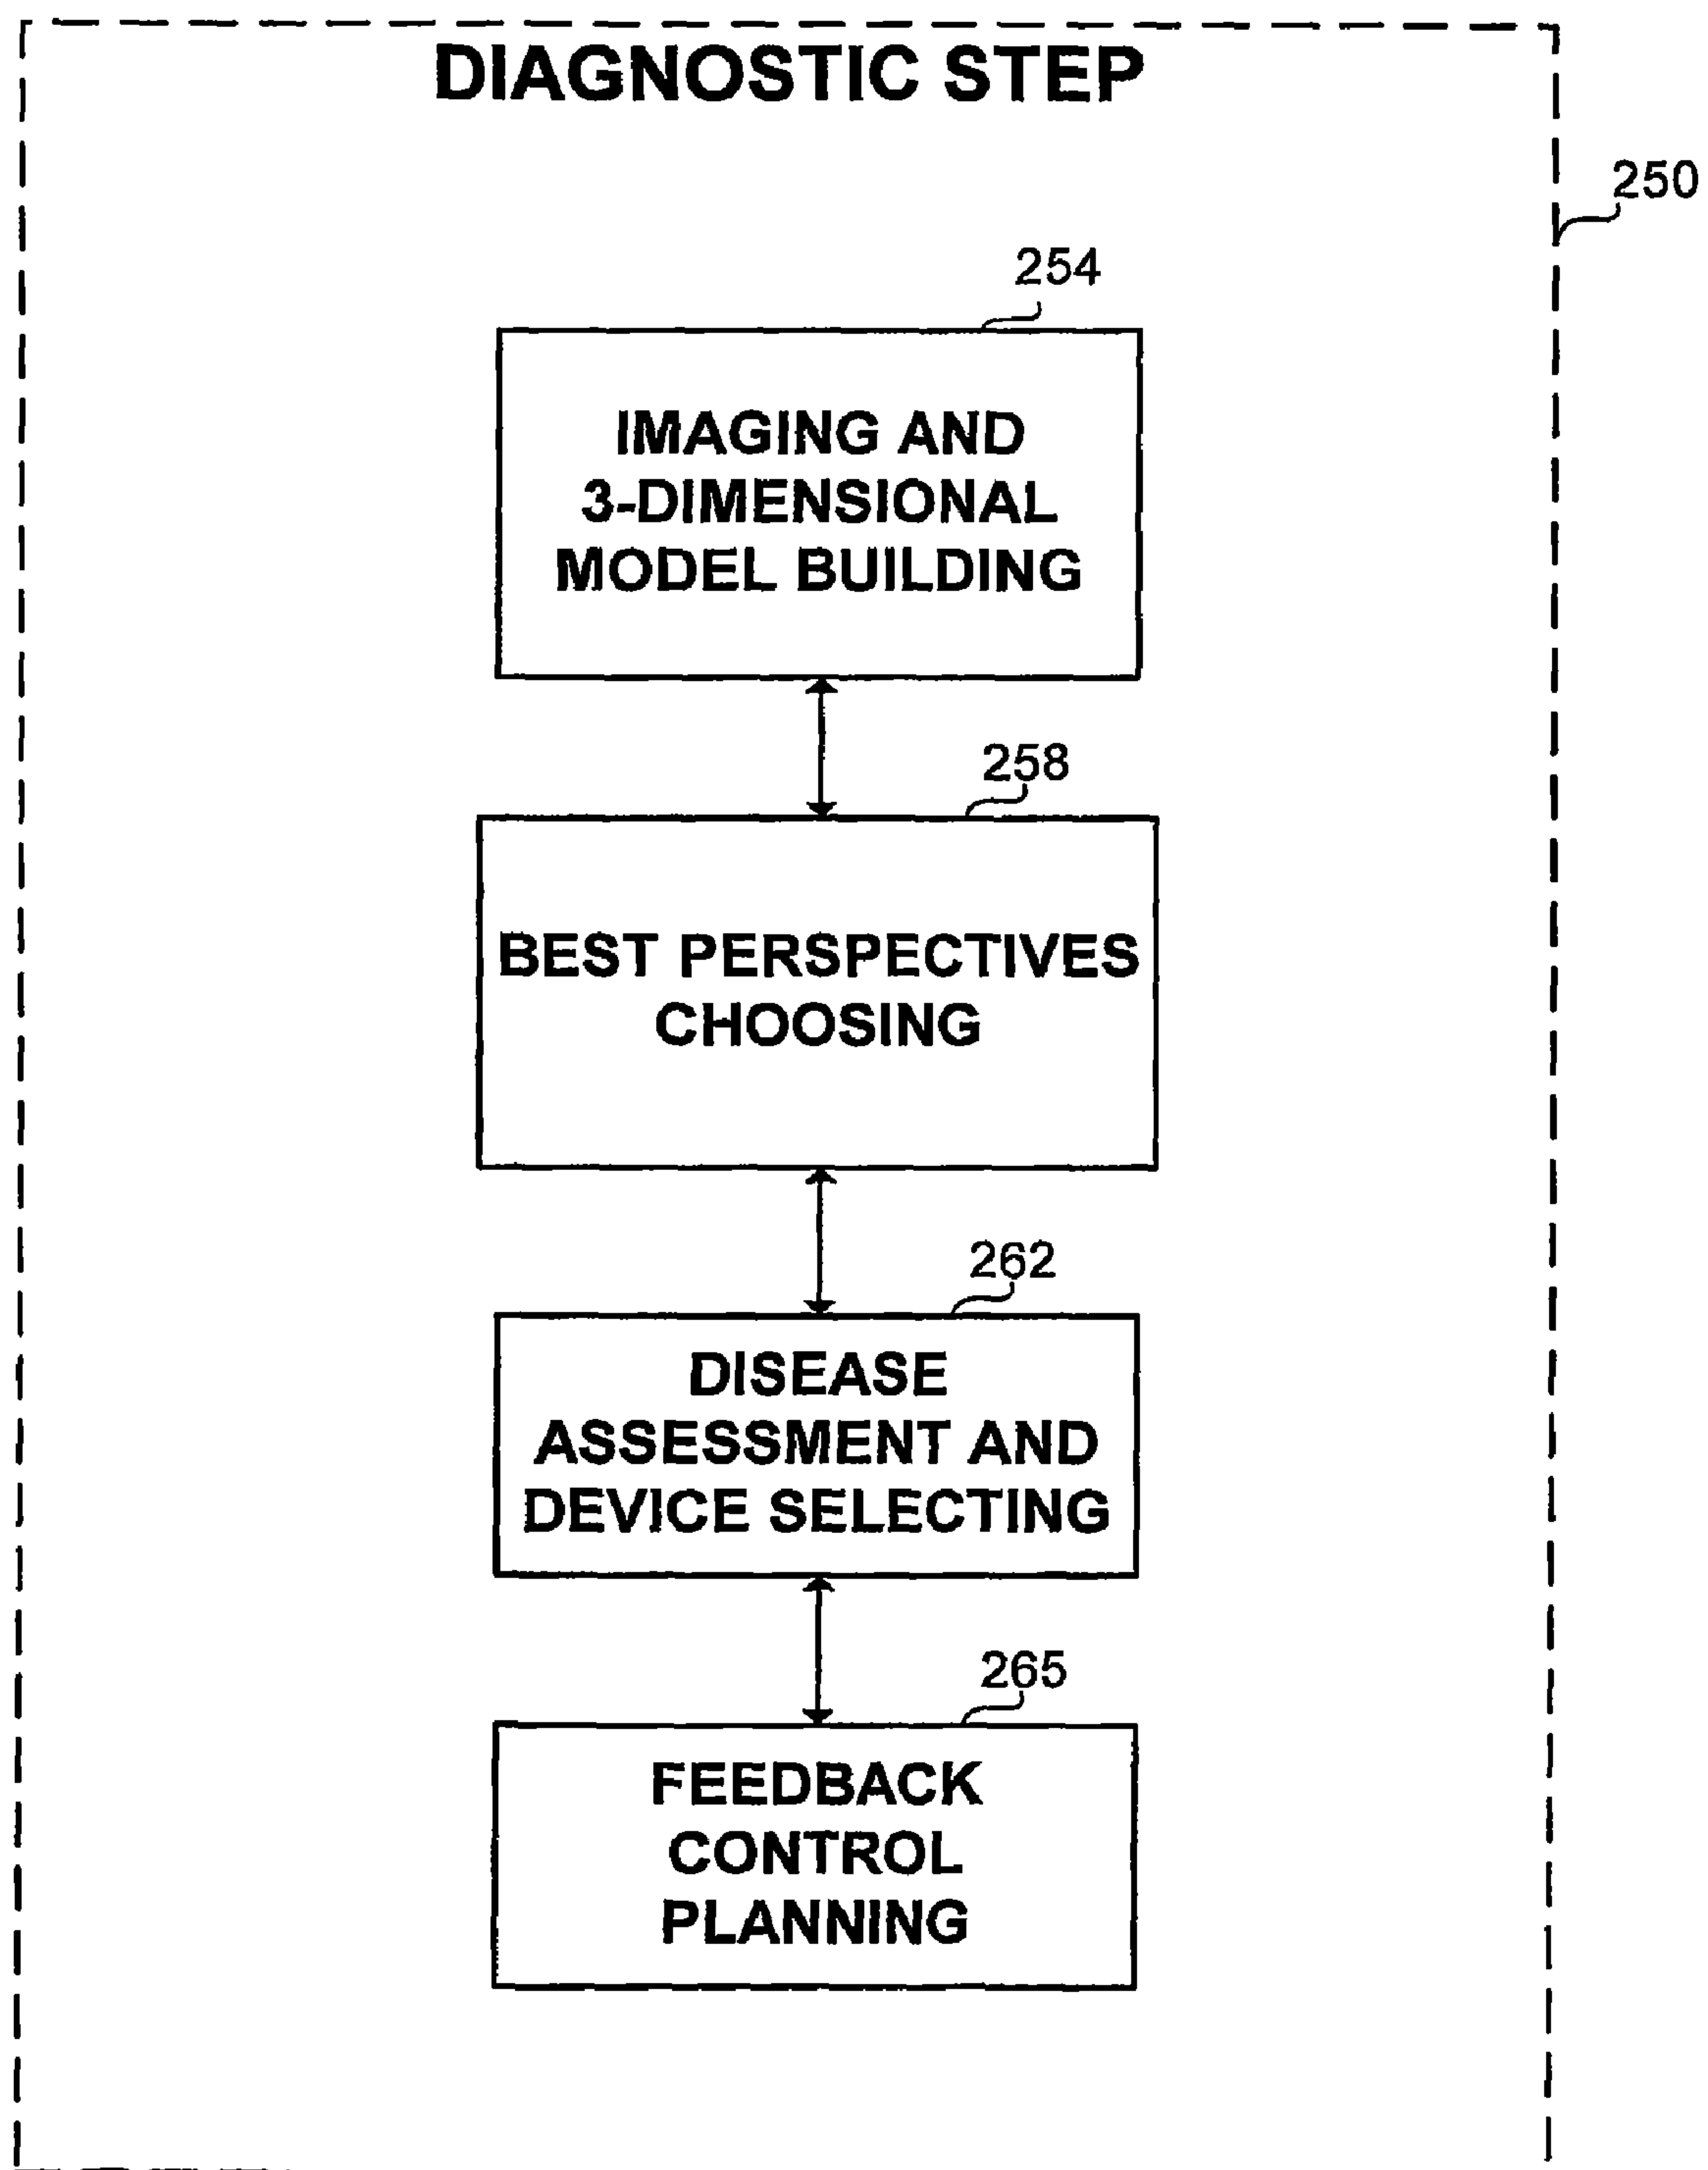 DIAGNOSTIC STEP
250
254
IMAGING AND
3-DIMENSIONAL
MODEL BUILDING
258
BEST PERSPECTIVES
CHOOSING
262
DISEASE
ASSESSMENT AND
DEVICE SELECTING
265
FEEDBACK
CONTROL
PLANNING